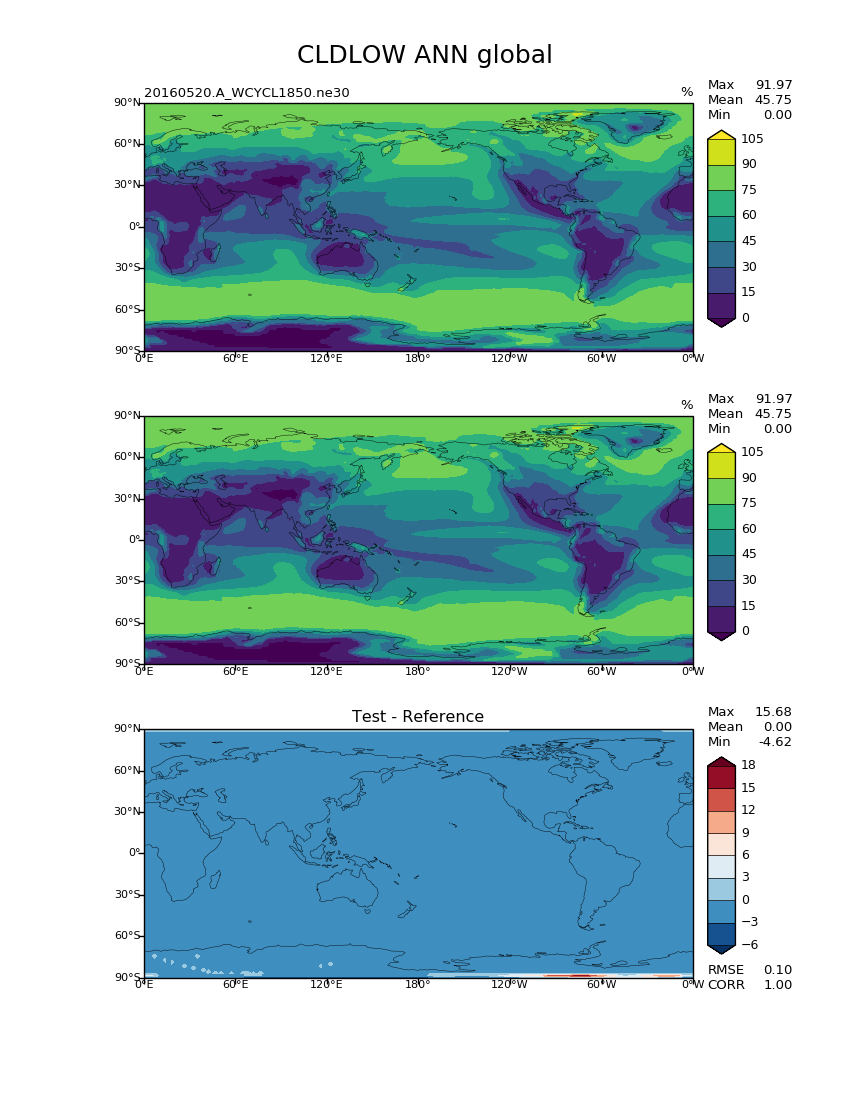 CLDLOW ANN global
20160520.A_WCYCL1850.ne30
%
Max 91.97
Mean 45.75
Min 0.00
90°N
60°N
30°N
0°
30°S
60°S
90°S
0°E 60°E 120°E 180° 120°W 60°W 0°W
105
90
75
60
45
30
15
0
%
Max 91.97
Mean 45.75
Min 0.00
90°N
60°N
30°N
0°
30°S
60°S
90°S
0°E 60°E 120°E 180° 120°W 60°W 0°W
105
90
75
60
45
30
15
0
Test - Reference
Max 15.68
Mean 0.00
Min -4.62
90°N
60°N
30°N
0°
30°S
60°S
90°S
0°E 60°E 120°E 180° 120°W 60°W 0°W
18
15
12
9
6
3
0
−3
−6
RMSE 0.10
CORR 1.00